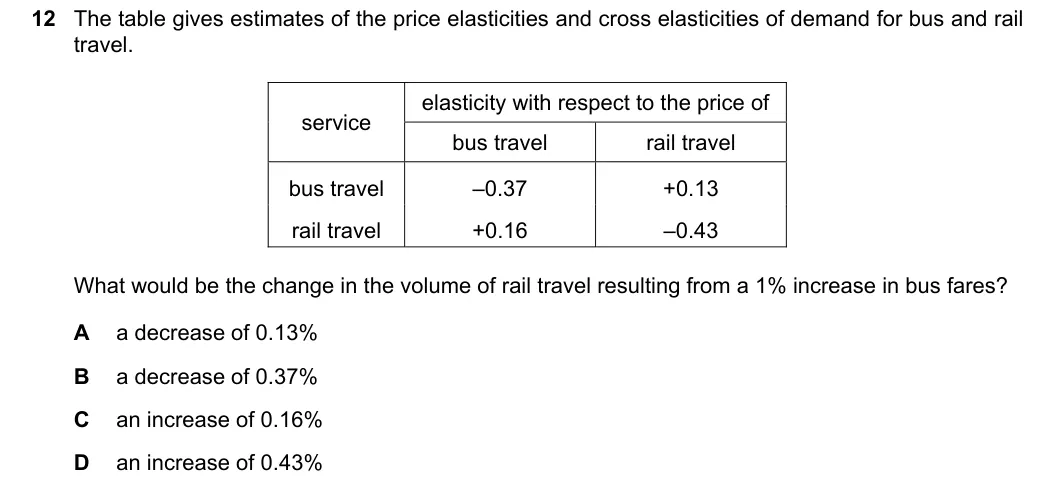 12 The table gives estimates of the price elasticities and cross elasticities of demand for bus and rail
travel.
service
elasticity with respect to the price of
bus travel rail travel
bus travel –0.37 +0.13
rail travel +0.16 –0.43
What would be the change in the volume of rail travel resulting from a 1% increase in bus fares?
A a decrease of 0.13%
B a decrease of 0.37%
C an increase of 0.16%
D an increase of 0.43%